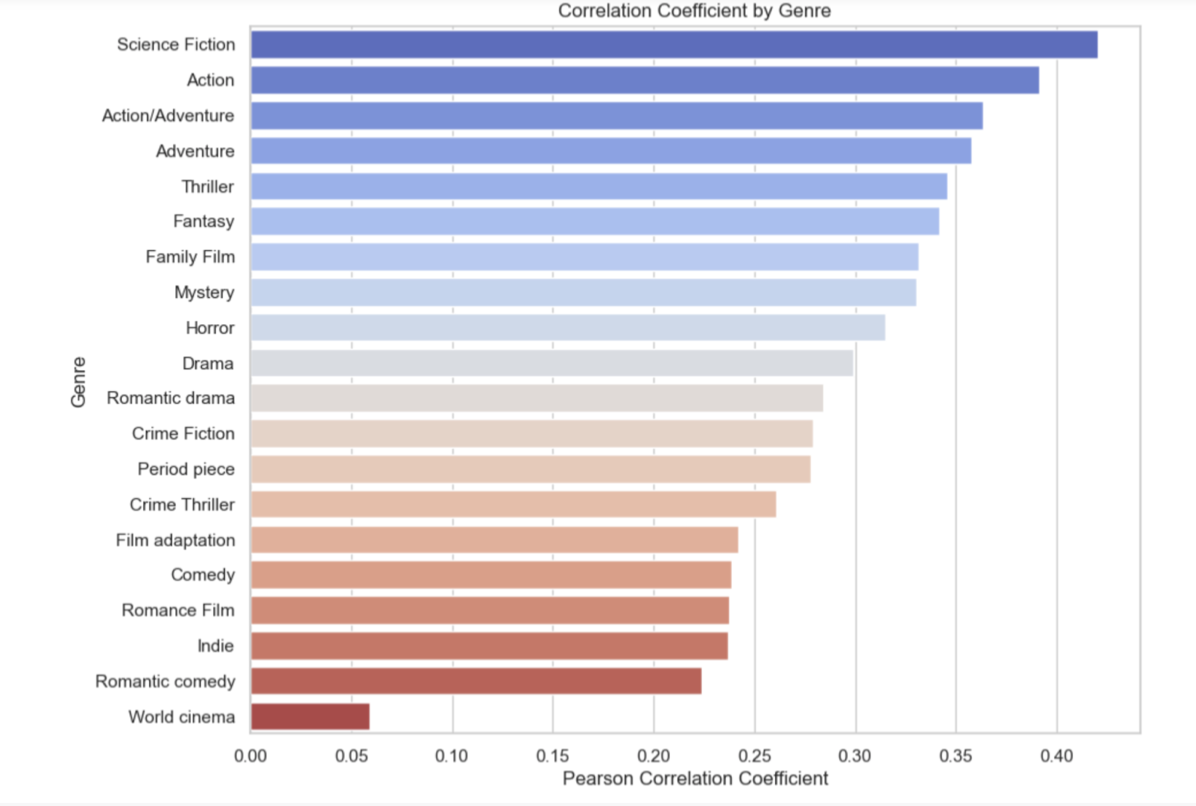 Correlation Coefficient by Genre
Science Fiction
Action
Action/Adventure
Adventure
Thriller
Fantasy
Family Film
Mystery
Horror
Drama
Romantic drama
Crime Fiction
Period piece
Crime Thriller
Film adaptation
Comedy
Romance Film
Indie
Romantic comedy
World cinema
Genre
0.00 0.05 0.10 0.15 0.20 0.25 0.30 0.35 0.40
Pearson Correlation Coefficient